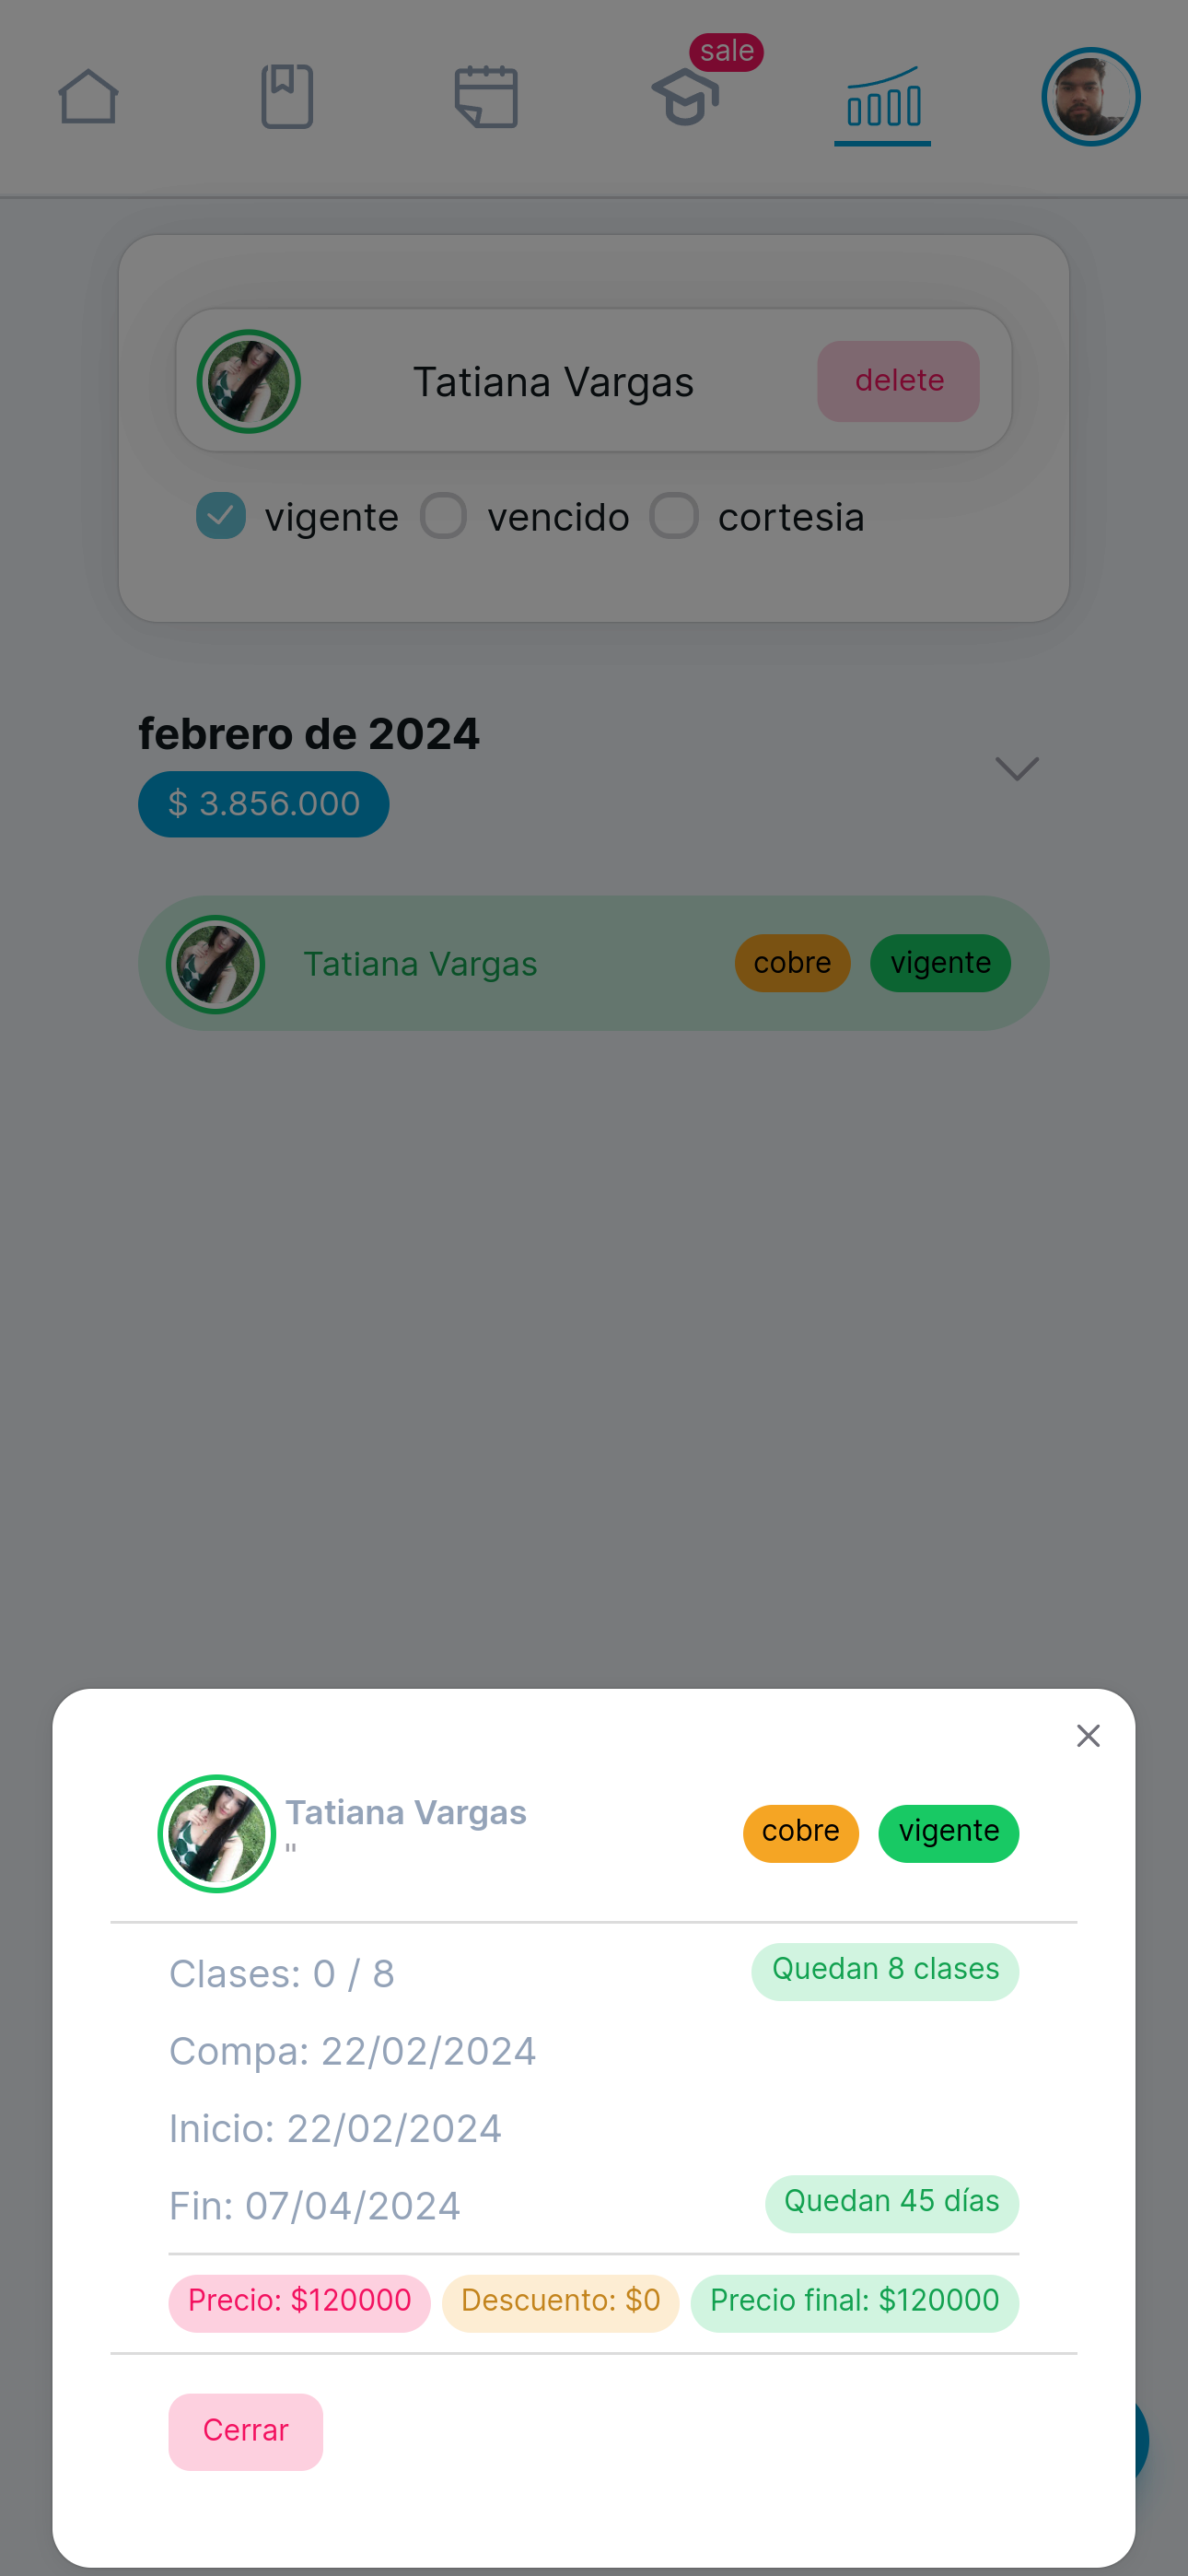 sale
Tatiana Vargas delete
vigente vencido cortesia
febrero de 2024
$ 3.856.000
Tatiana Vargas cobre vigente
Tatiana Vargas cobre vigente
"
Clases: 0 / 8 Quedan 8 clases
Compa: 22/02/2024
Inicio: 22/02/2024
Fin: 07/04/2024 Quedan 45 días
Precio: $120000 Descuento: $0 Precio final: $120000
Cerrar